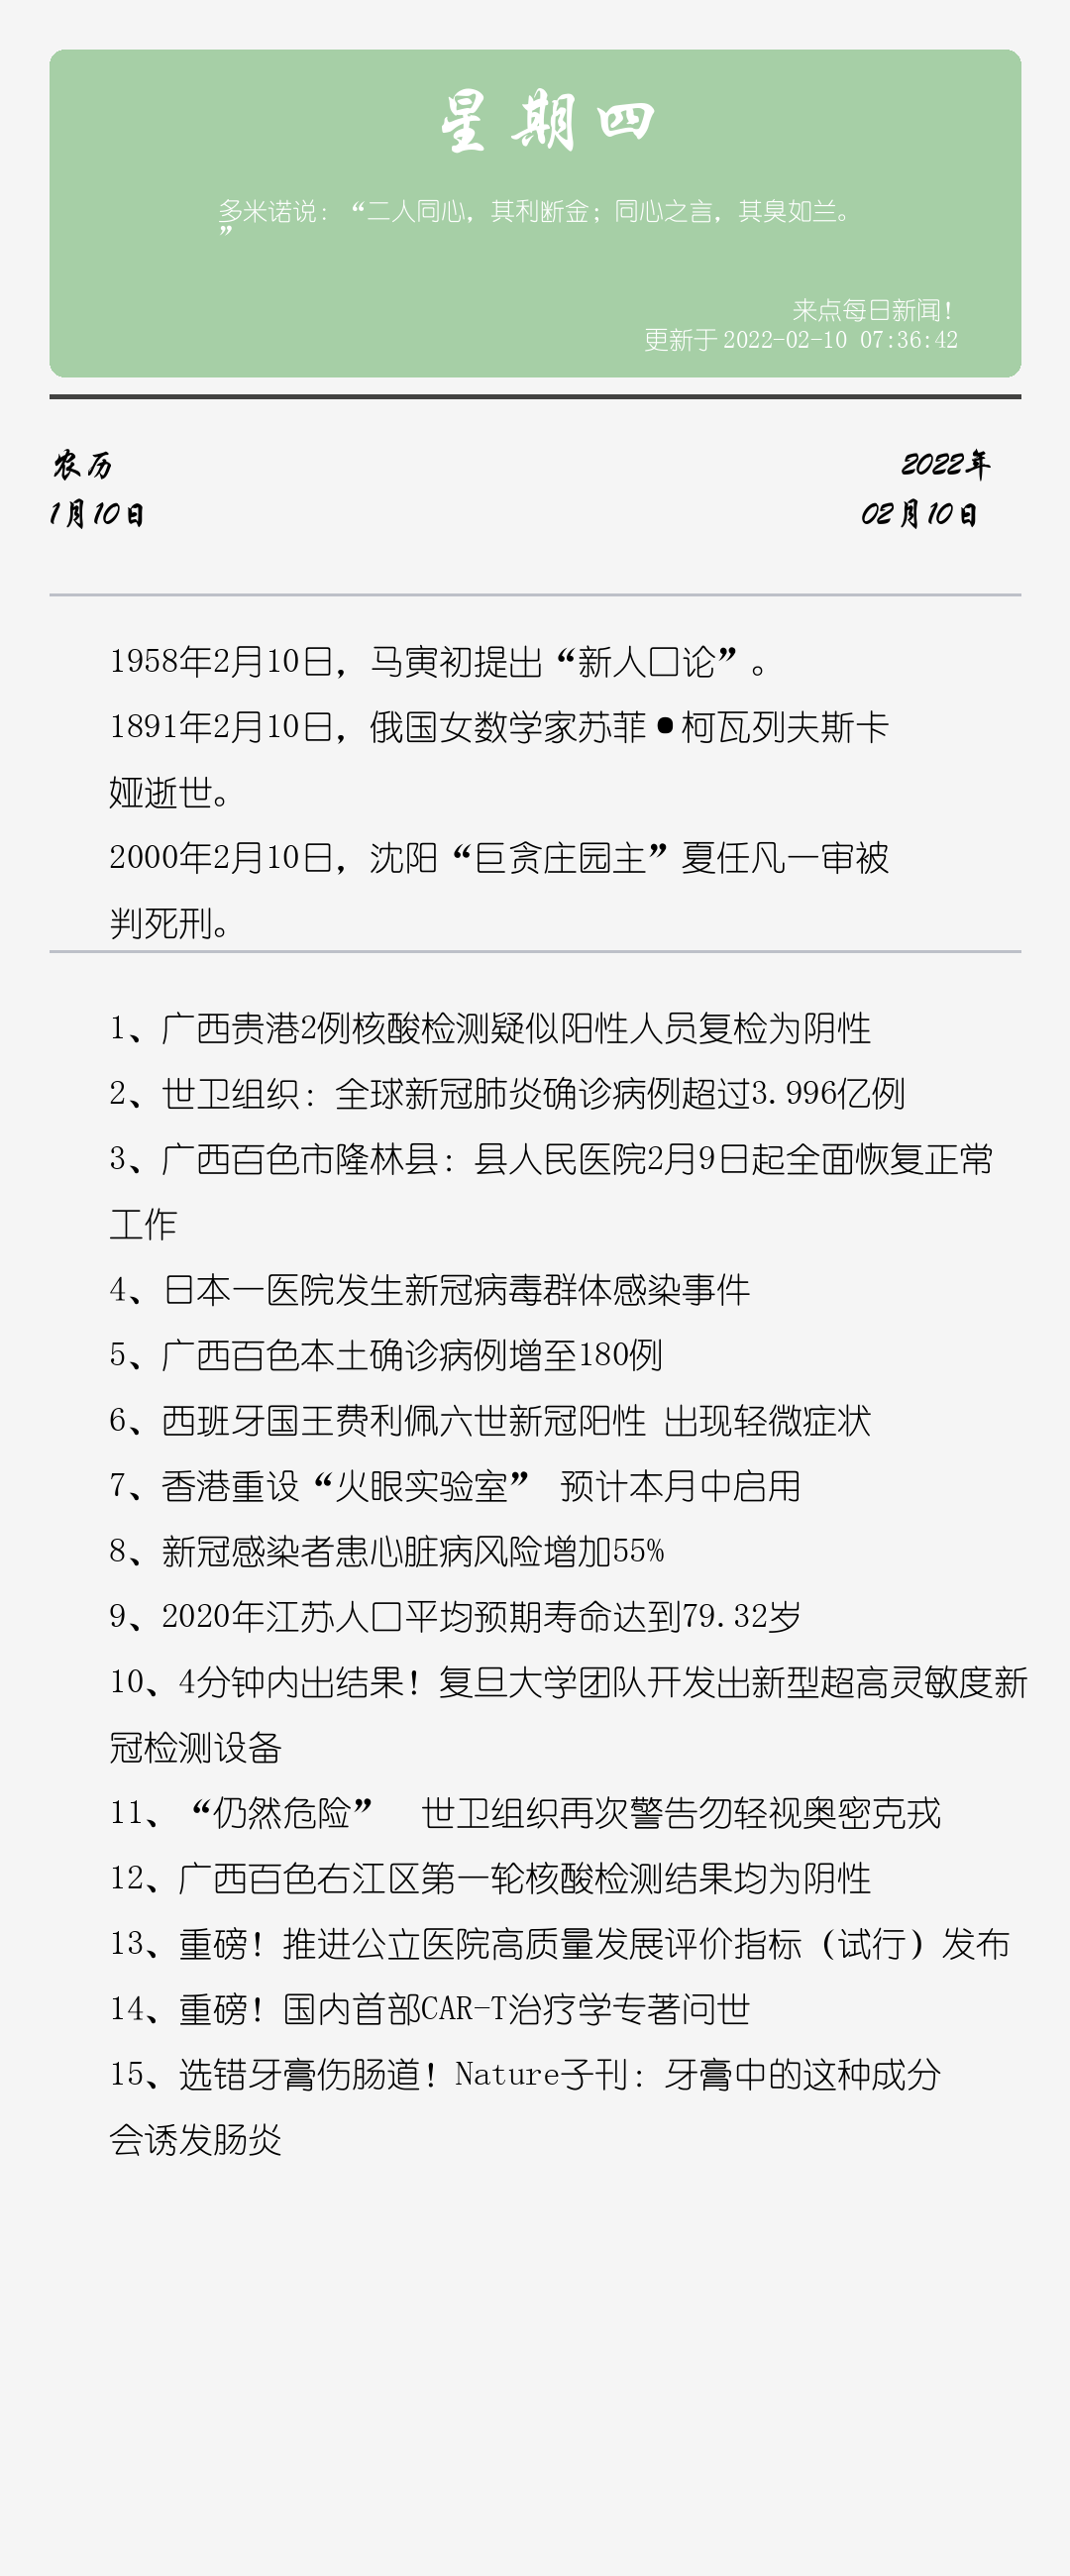 星期四
多米诺说：“二人同心，其利断金；同心之言，其臭如兰。
”
来点每日新闻！
更新于 2022-02-10 07:36:42
农历
2022年
1月10日
02月10日
1958年2月10日，马寅初提出“新人口论”。
1891年2月10日，俄国女数学家苏菲•柯瓦列夫斯卡
娅逝世。
2000年2月10日，沈阳“巨贪庄园主”夏任凡一审被
判死刑。
1、广西贵港2例核酸检测疑似阳性人员复检为阴性
2、世卫组织：全球新冠肺炎确诊病例超过3.996亿例
3、广西百色市隆林县：县人民医院2月9日起全面恢复正常
工作
4、日本一医院发生新冠病毒群体感染事件
5、广西百色本土确诊病例增至180例
6、西班牙国王费利佩六世新冠阳性 出现轻微症状
7、香港重设“火眼实验室” 预计本月中启用
8、新冠感染者患心脏病风险增加55%
9、2020年江苏人口平均预期寿命达到79.32岁
10、4分钟内出结果！复旦大学团队开发出新型超高灵敏度新
冠检测设备
11、“仍然危险”　世卫组织再次警告勿轻视奥密克戎
12、广西百色右江区第一轮核酸检测结果均为阴性
13、重磅！推进公立医院高质量发展评价指标（试行）发布
14、重磅！国内首部CAR-T治疗学专著问世
15、选错牙膏伤肠道！Nature子刊：牙膏中的这种成分
会诱发肠炎